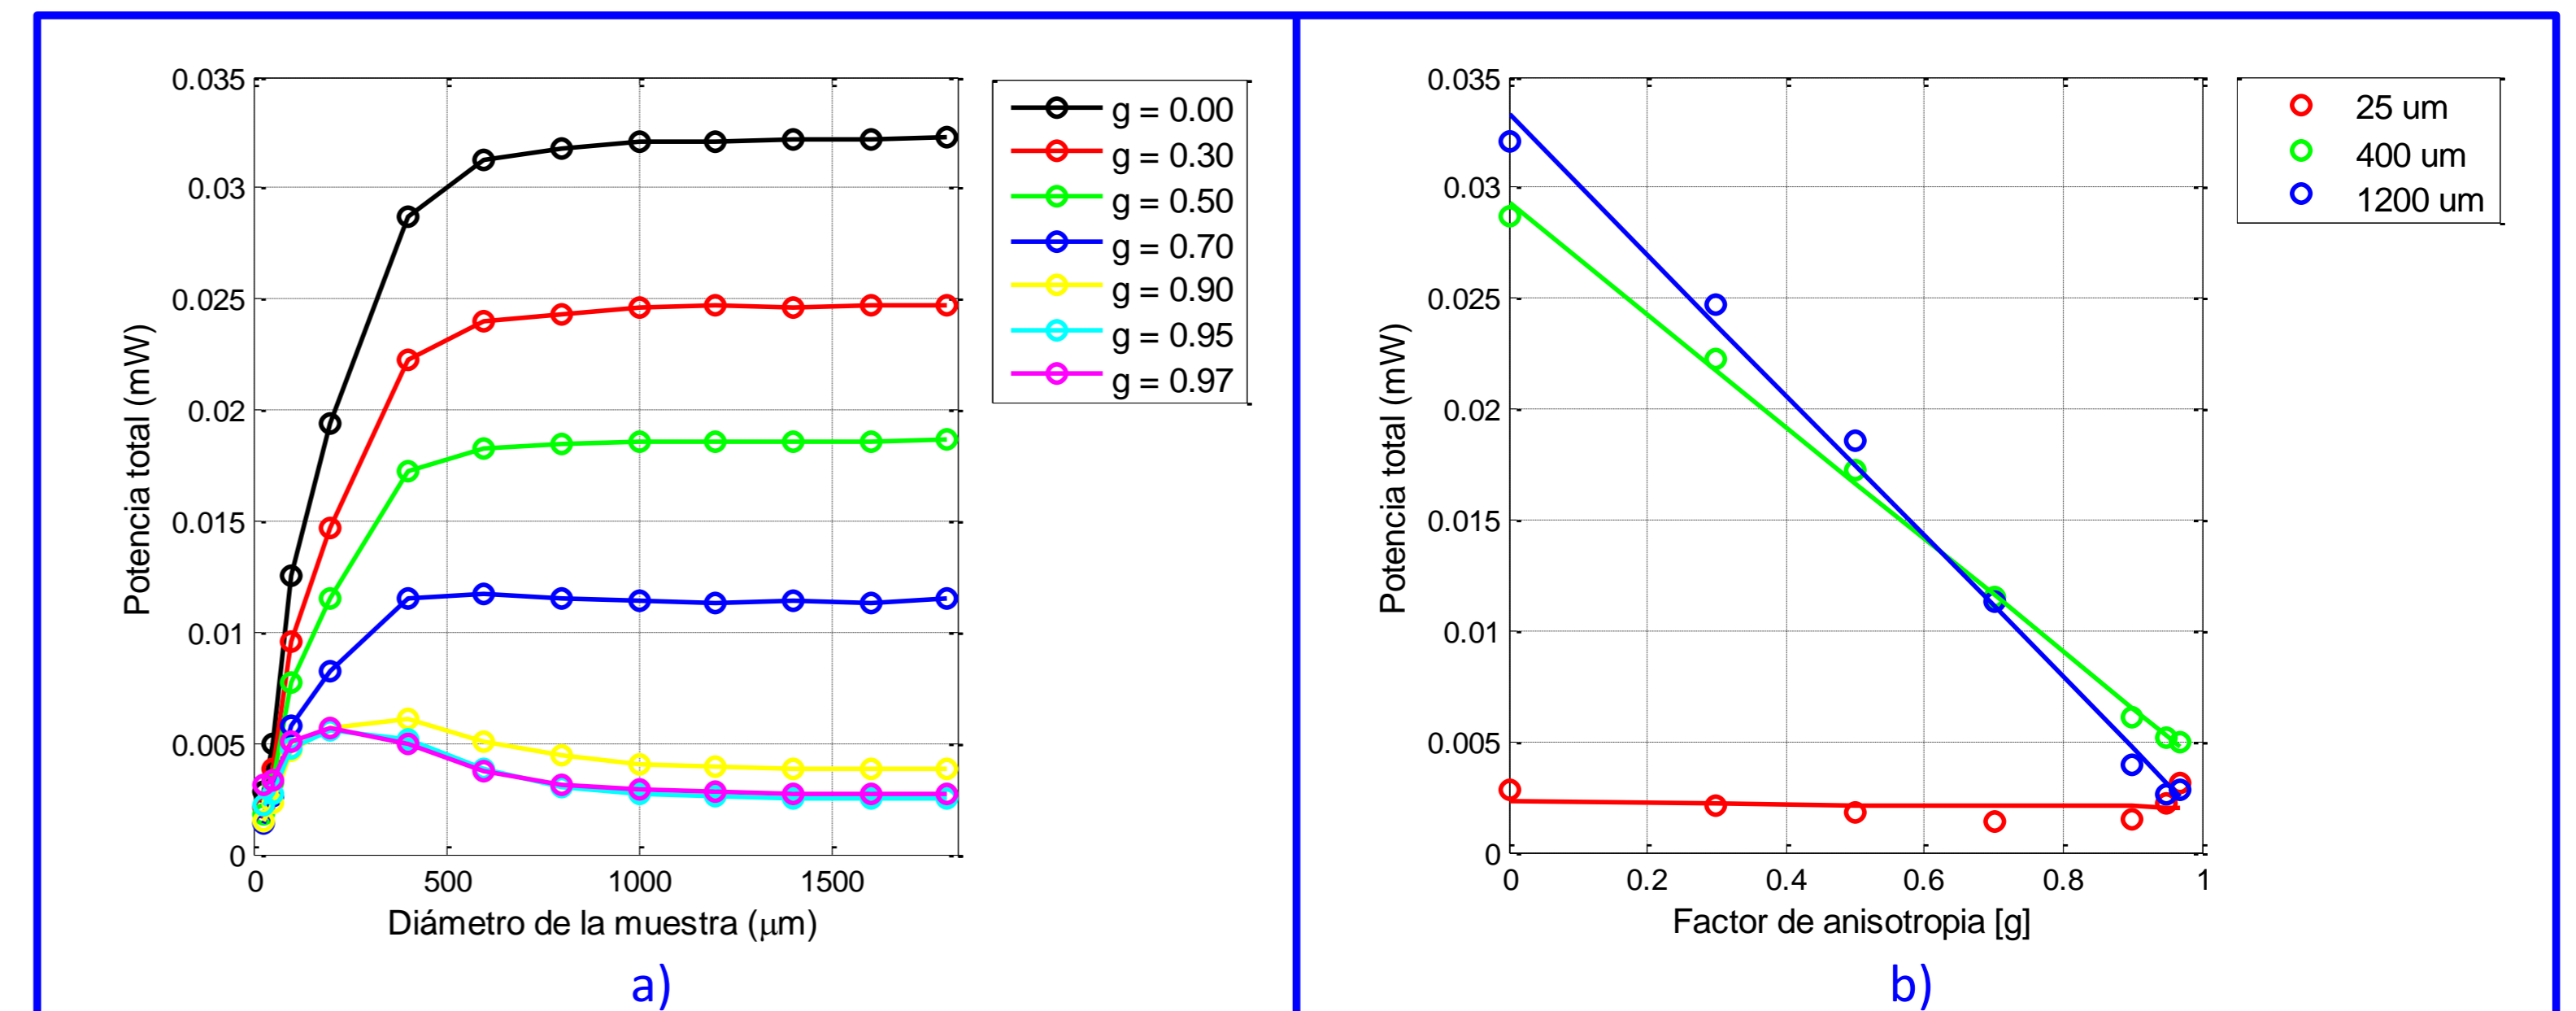 0.035
0.03
0.025
0.02
0.015
0.01
0.005
0
0 500 1000 1500
Potencia total (mW)
Diámetro de la muestra (μm)
g = 0.00
g = 0.30
g = 0.50
g = 0.70
g = 0.90
g = 0.95
g = 0.97
a)
0.035
0.03
0.025
0.02
0.015
0.01
0.005
0
0 0.2 0.4 0.6 0.8 1
Potencia total (mW)
Factor de anisotropia [g]
25 um
400 um
1200 um
b)